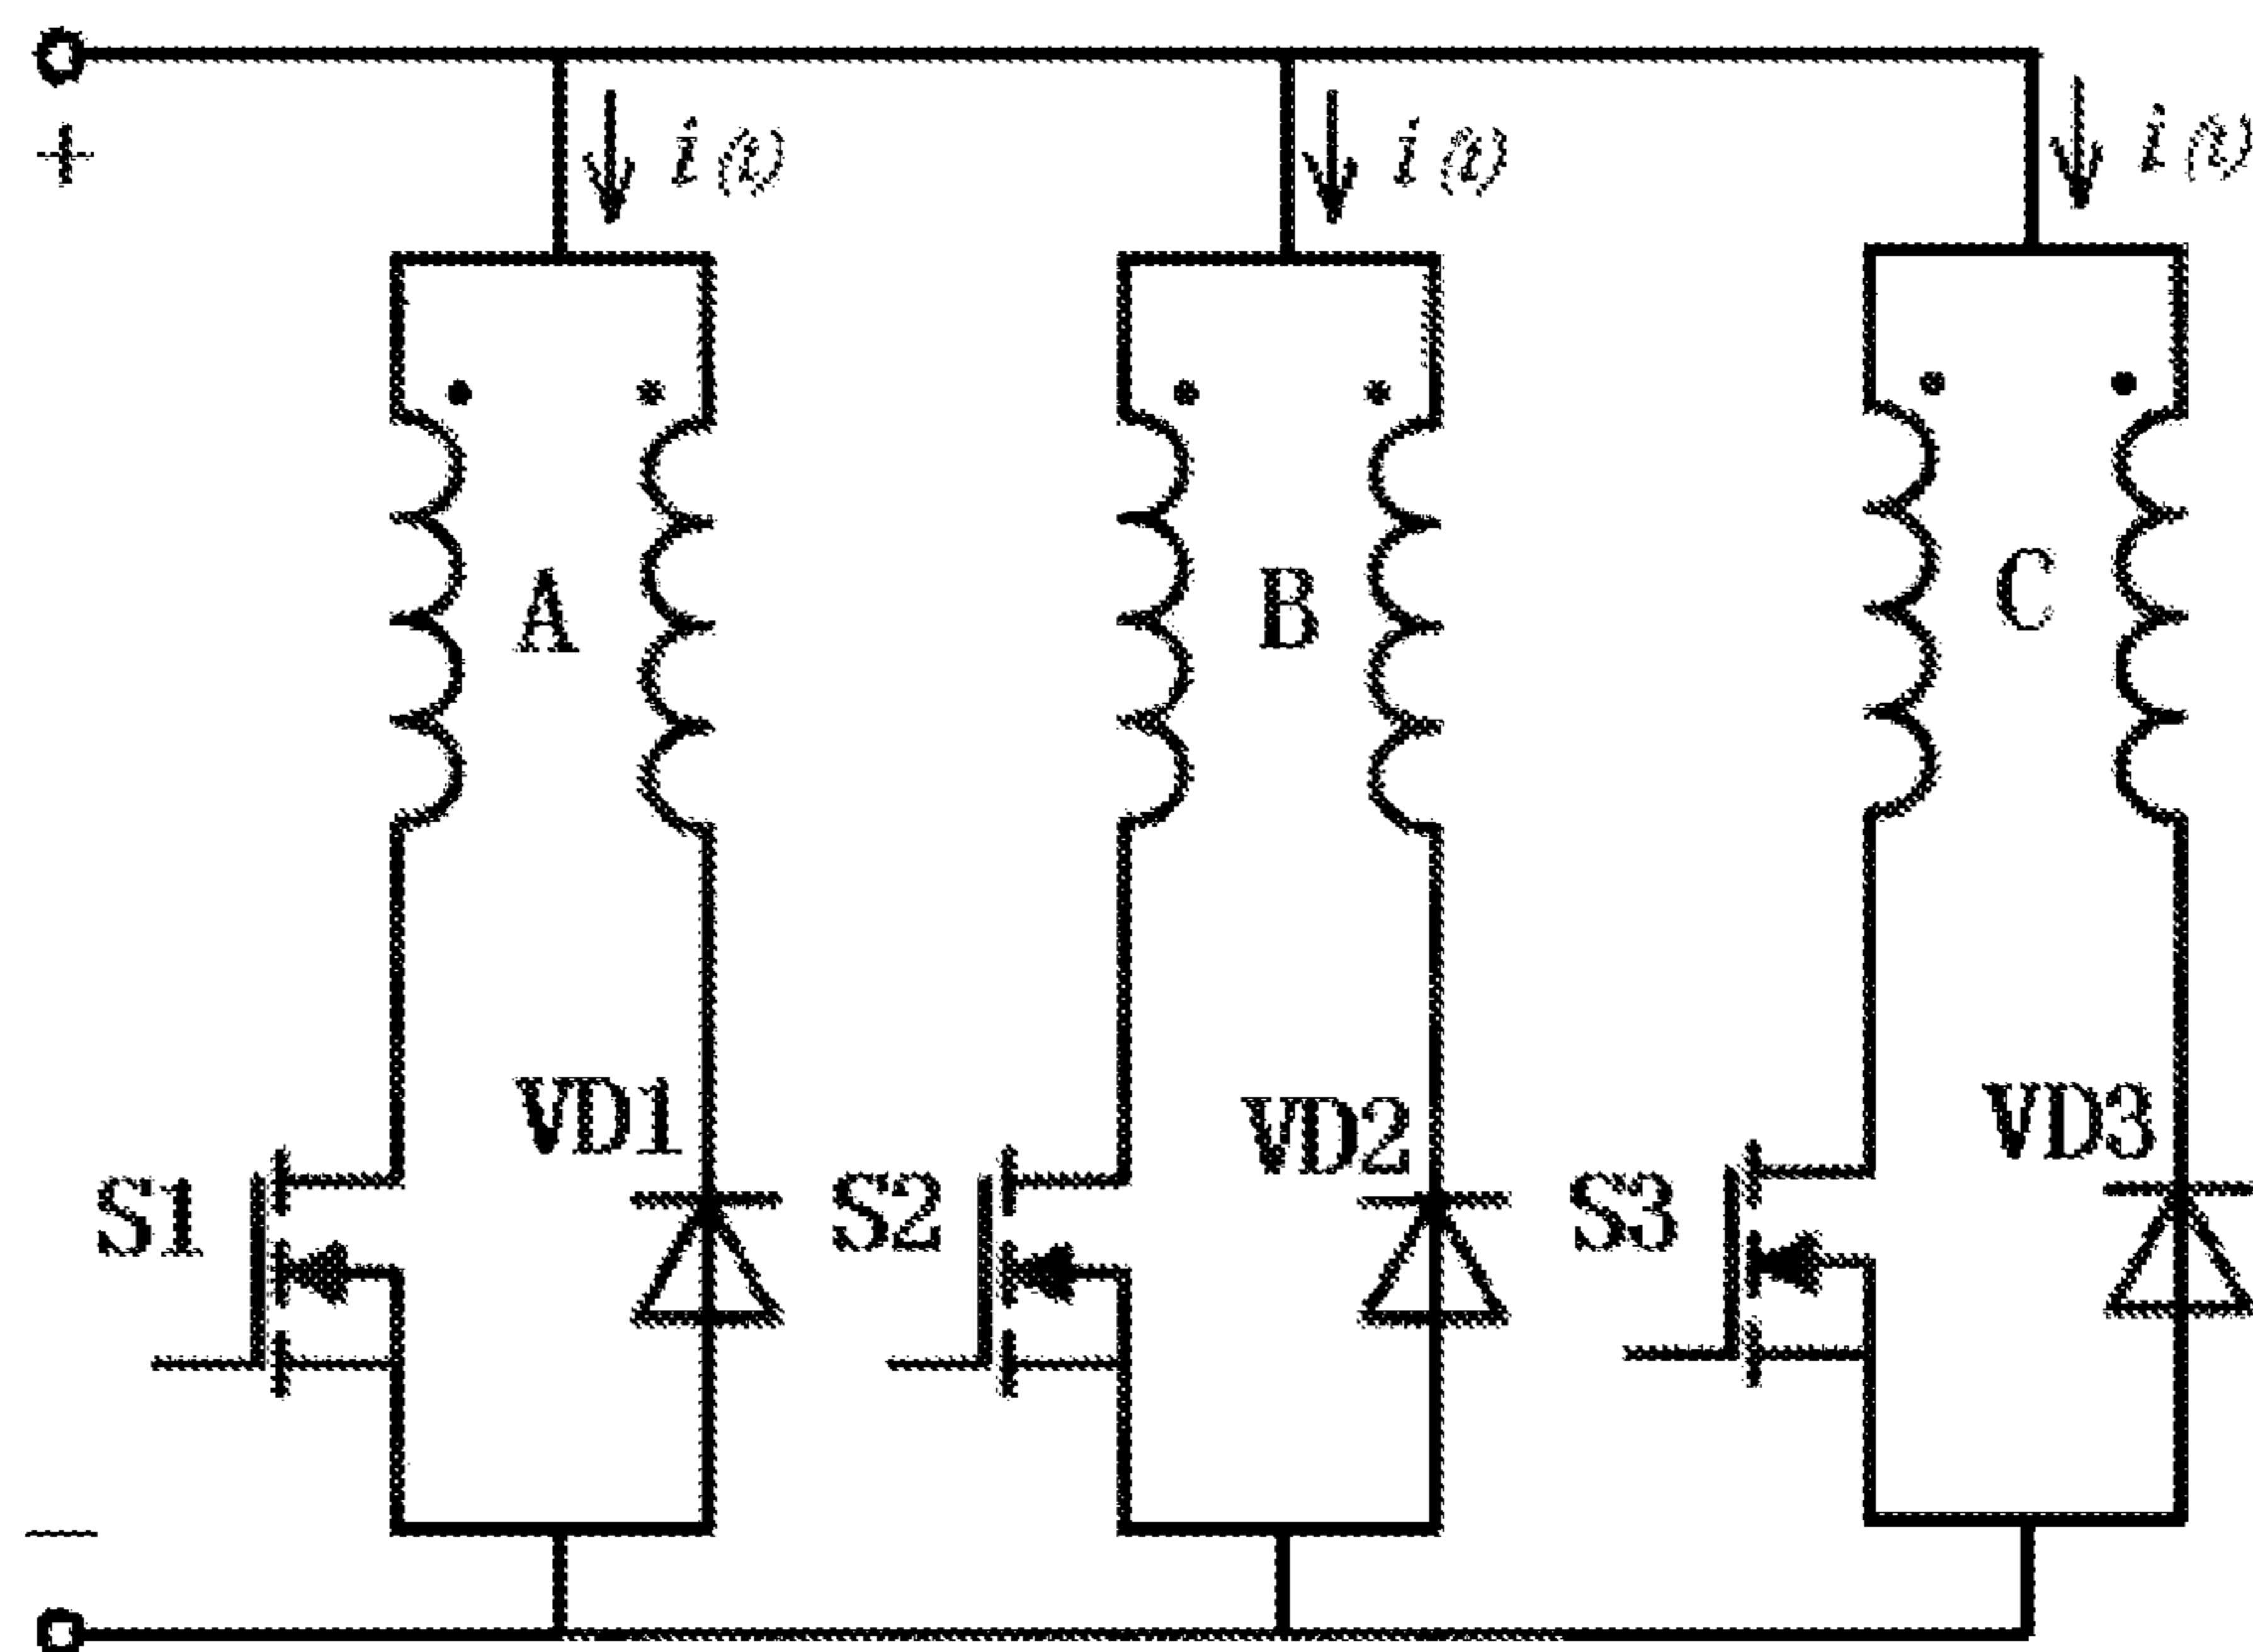 +
i(t) i(t) i(t)
A B C
VD1 VD2 VD3
S1 S2 S3
—